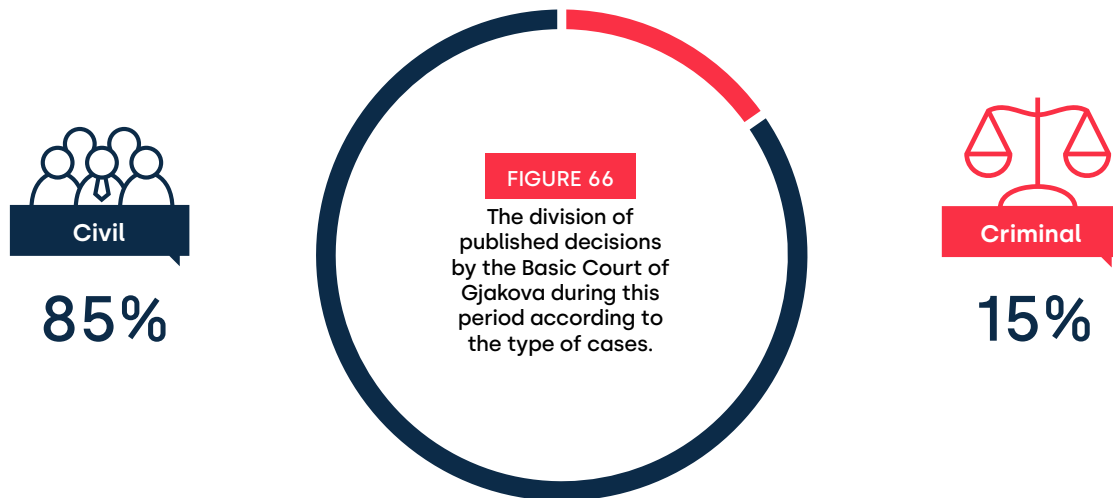 Civil
85%
FIGURE 66
The division of
published decisions
by the Basic Court of
Gjakova during this
period according to
the type of cases.
Criminal
15%